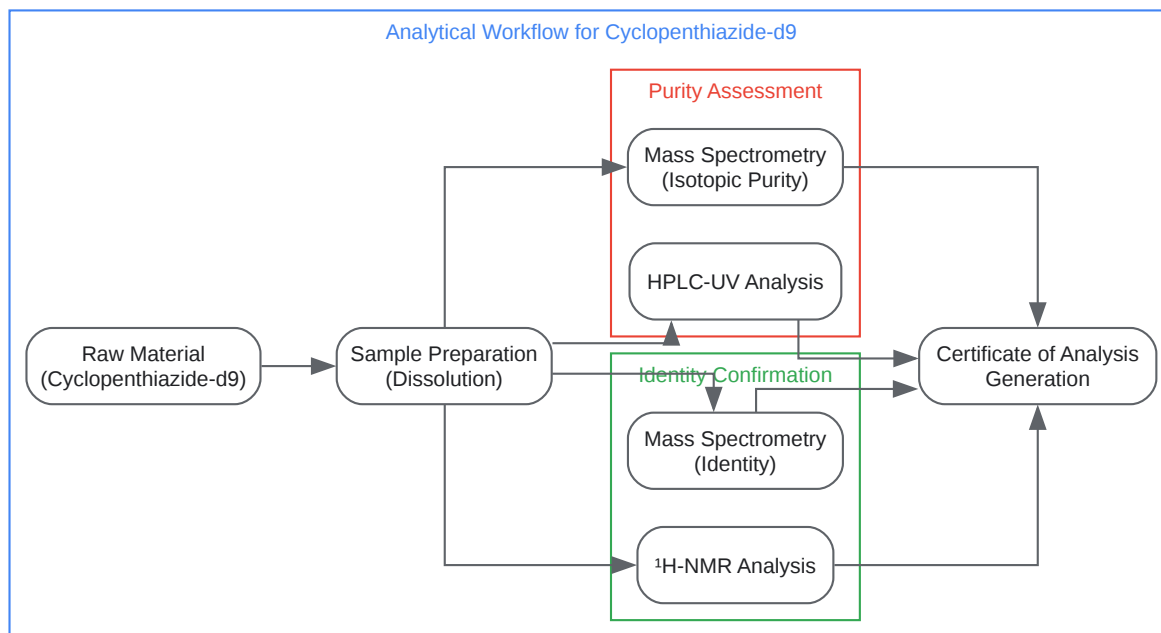 Analytical Workflow for Cyclopenthiazide-d9
Purity Assessment
Mass Spectrometry
(Isotopic Purity)
HPLC-UV Analysis
Raw Material
(Cyclopenthiazide-d9)
Sample Preparation
(Dissolution)
Certificate of Analysis
Generation
Identity Confirmation
Mass Spectrometry
(Identity)
¹H-NMR Analysis